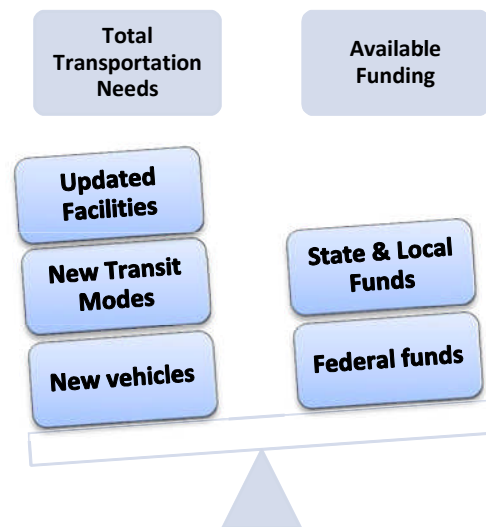 Total
Transportation
Needs
Available
Funding
Updated
Facilities
New Transit
Modes
New vehicles
State & Local
Funds
Federal funds